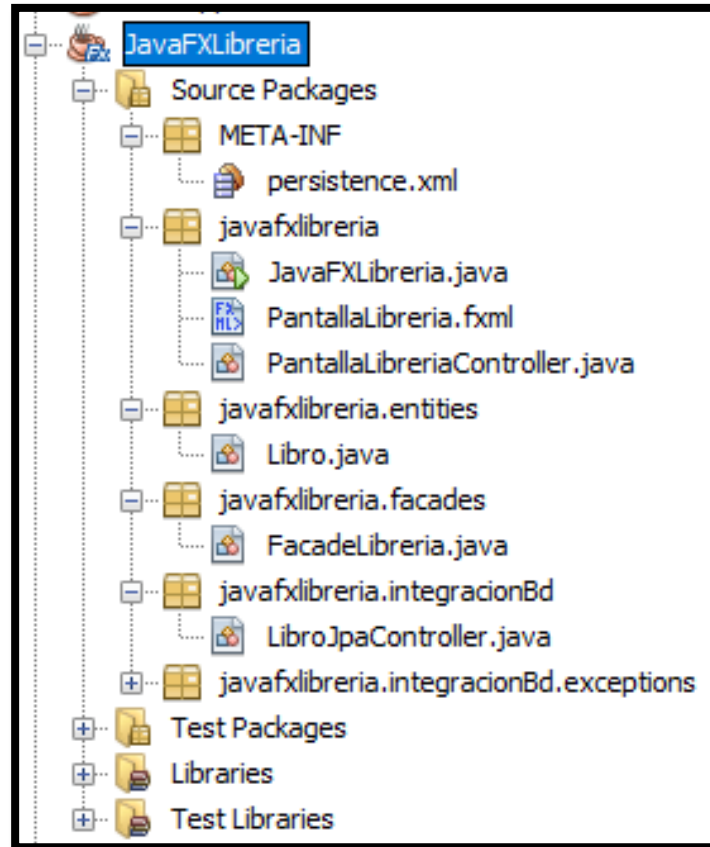 JavaFXLibreria
Source Packages
META-INF
persistence.xml
javafxlibreria
JavaFXLibreria.java
PantallaLibreria.fxml
PantallaLibreriaController.java
javafxlibreria.entities
Libro.java
javafxlibreria.facades
FacadeLibreria.java
javafxlibreria.integracionBd
LibroJpaController.java
javafxlibreria.integracionBd.exceptions
Test Packages
Libraries
Test Libraries